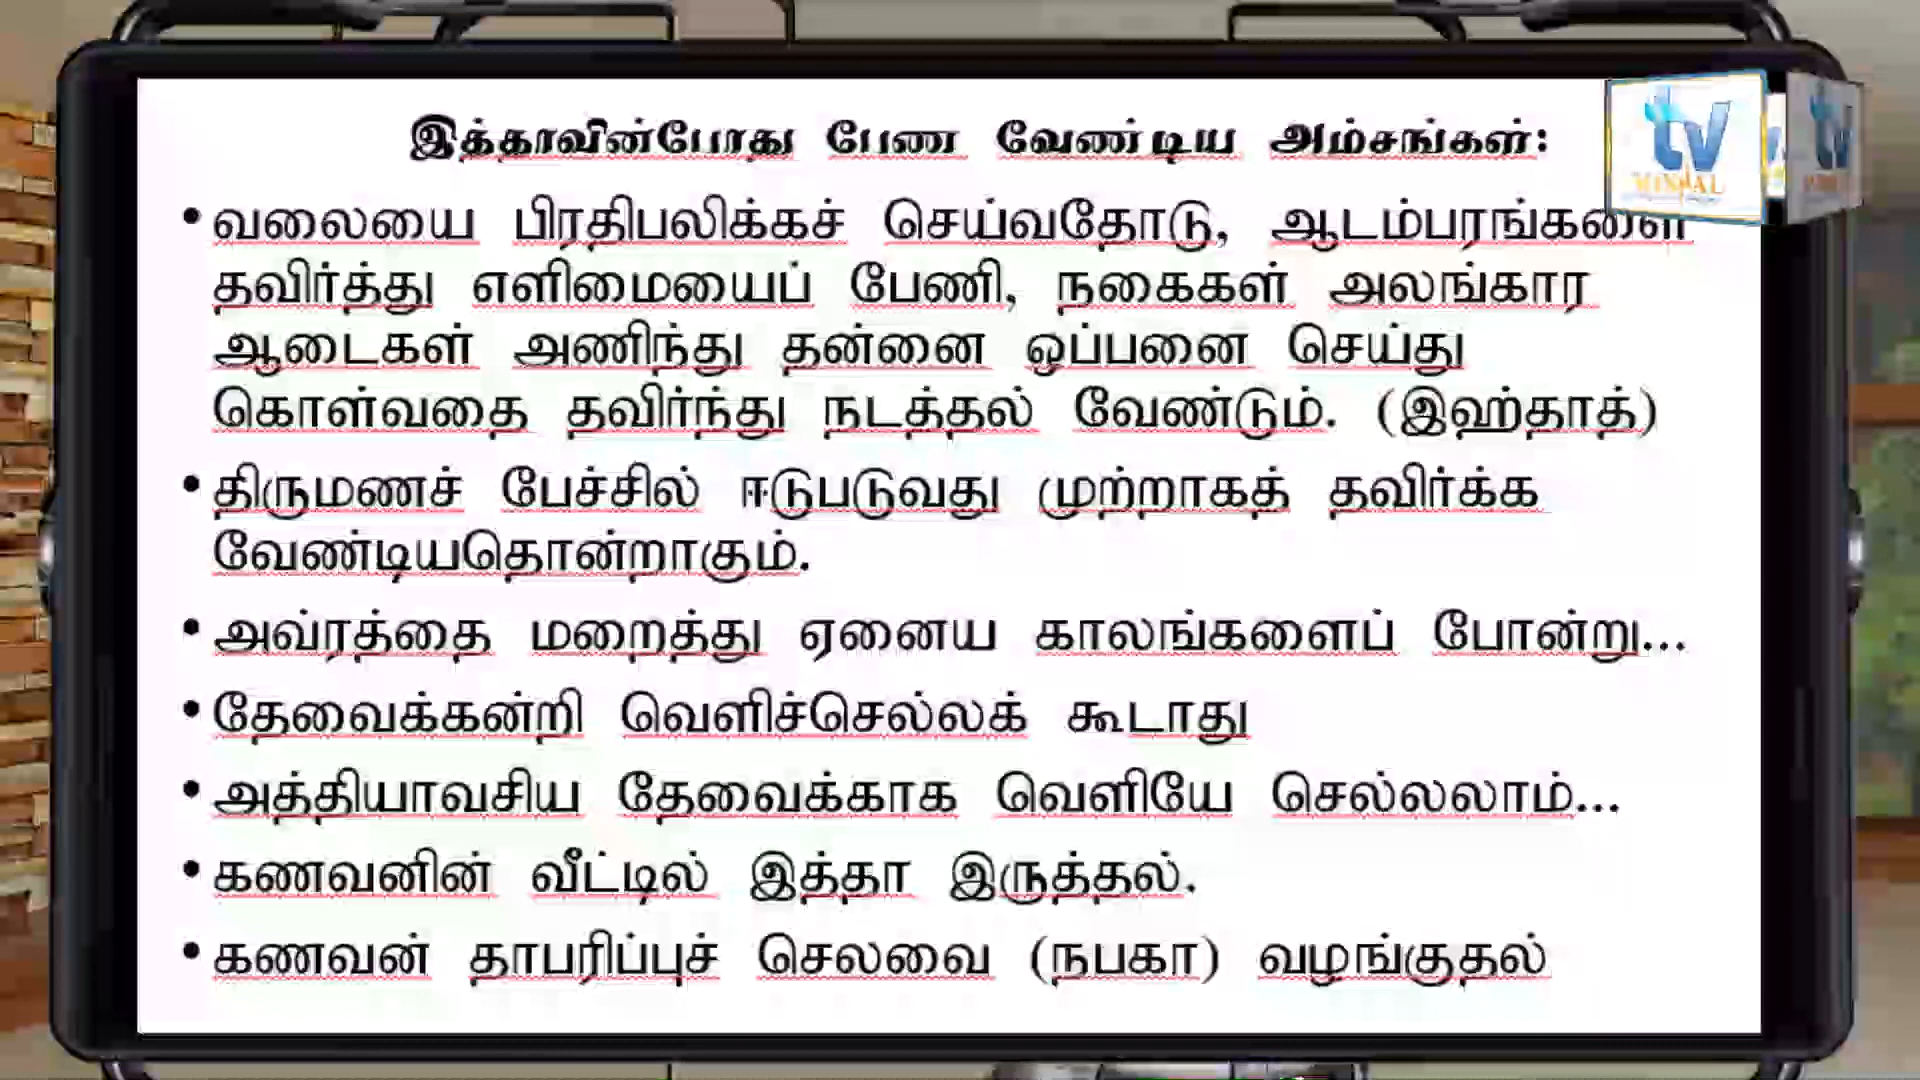 இத்தாவின்போது பேண வேண்டிய அம்சங்கள்:
• வலையை பிரதிபலிக்கச் செய்வதோடு, ஆடம்பரங்களை
தவிர்த்து எளிமையைப் பேணி, நகைகள் அலங்கார
ஆடைகள் அணிந்து தன்னை ஒப்பனை செய்து
கொள்வதை தவிர்ந்து நடத்தல் வேண்டும். (இஹ்தாத்)
• திருமணச் பேச்சில் ஈடுபடுவது முற்றாகத் தவிர்க்க
வேண்டியதொன்றாகும்.
• அவ்ரத்தை மறைத்து ஏனைய காலங்களைப் போன்று...
• தேவைக்கன்றி வெளிச்செல்லக் கூடாது
• அத்தியாவசிய தேவைக்காக வெளியே செல்லலாம்...
• கணவனின் வீட்டில் இத்தா இருத்தல்.
• கணவன் தாபரிப்புச் செலவை (நபகா) வழங்குதல்
tv
MINHAL